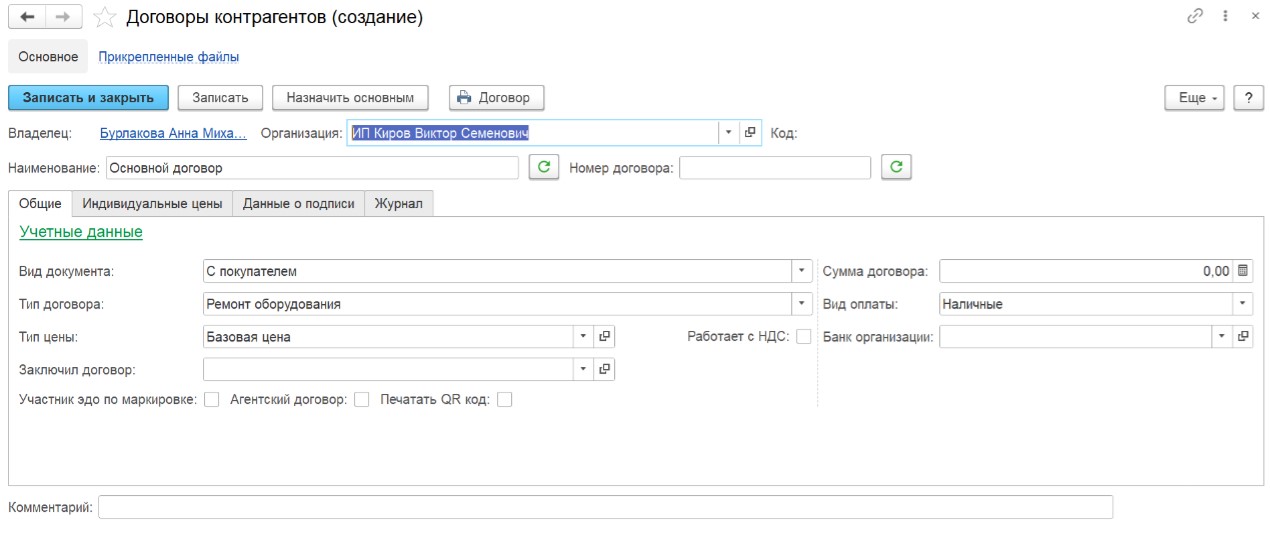 Договоры контрагентов (создание)
Основное Прикрепленные файлы
Записать и закрыть Записать Назначить основным Договор Еще ?
Владелец: Бурлакова Анна Миха... Организация: ИП Киров Виктор Семенович Код:
Наименование: Основной договор Номер договора:
Общие Индивидуальные цены Данные о подписи Журнал
Учетные данные
Вид документа: С покупателем Сумма договора: 0,00
Тип договора: Ремонт оборудования Вид оплаты: Наличные
Тип цены: Базовая цена Работает с НДС: Банк организации:
Заключил договор:
Участник эдо по маркировке: Агентский договор: Печатать QR код:
Комментарий: